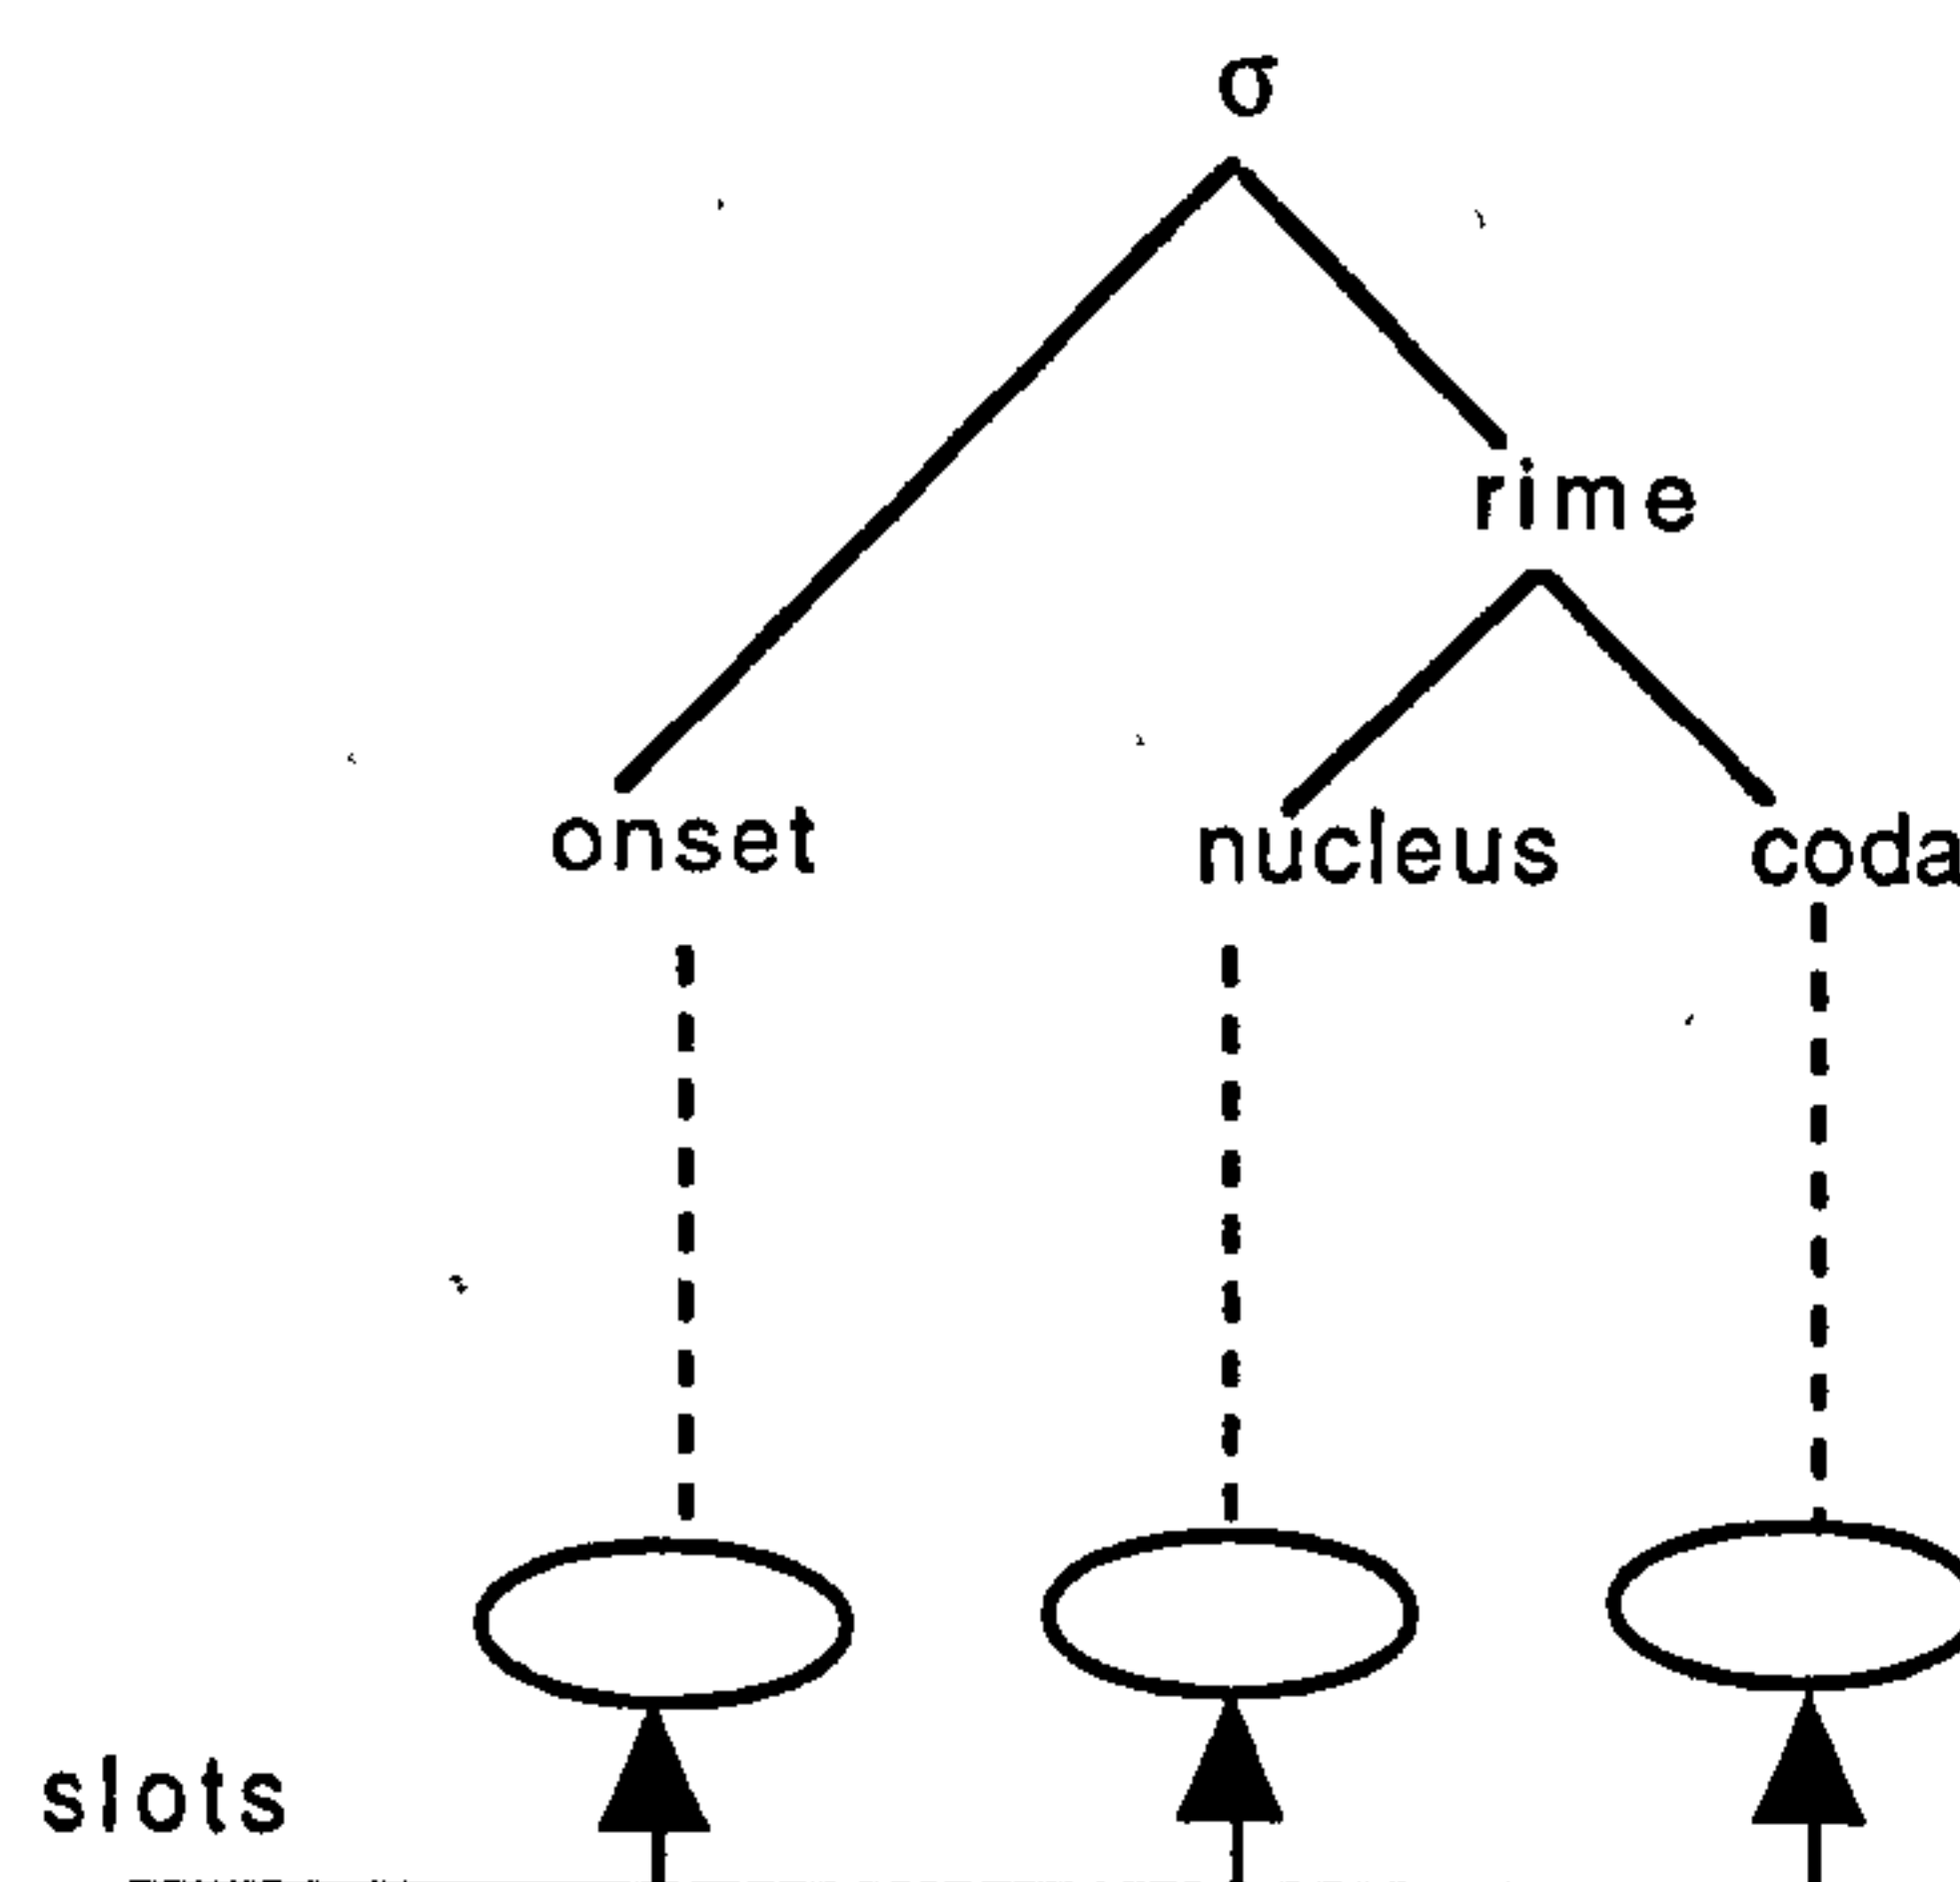 σ
rime
onset
nucleus coda
slots